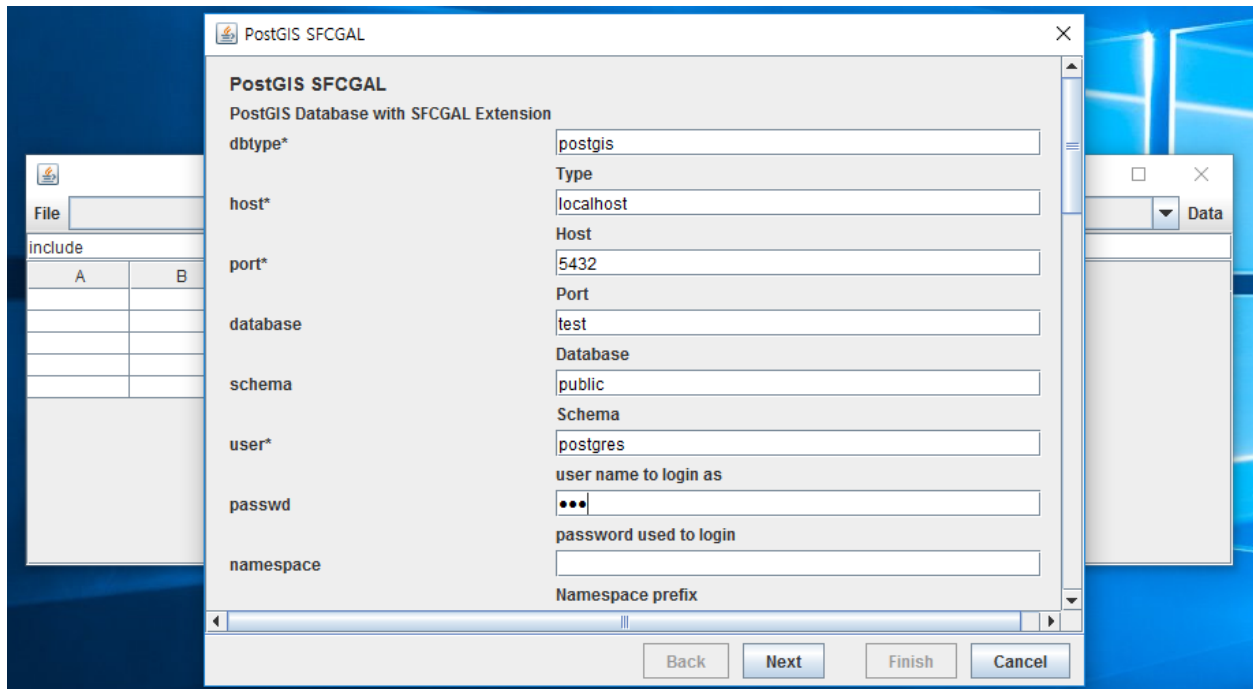 PostGIS SFCGAL
PostGIS SFCGAL
PostGIS Database with SFCGAL Extension
dbtype* postgis
Type
host* localhost
Host
port* 5432
Port
database test
Database
schema public
Schema
user* postgres
user name to login as
passwd •••
password used to login
namespace
Namespace prefix
Back Next Finish Cancel
File Data
include
A B